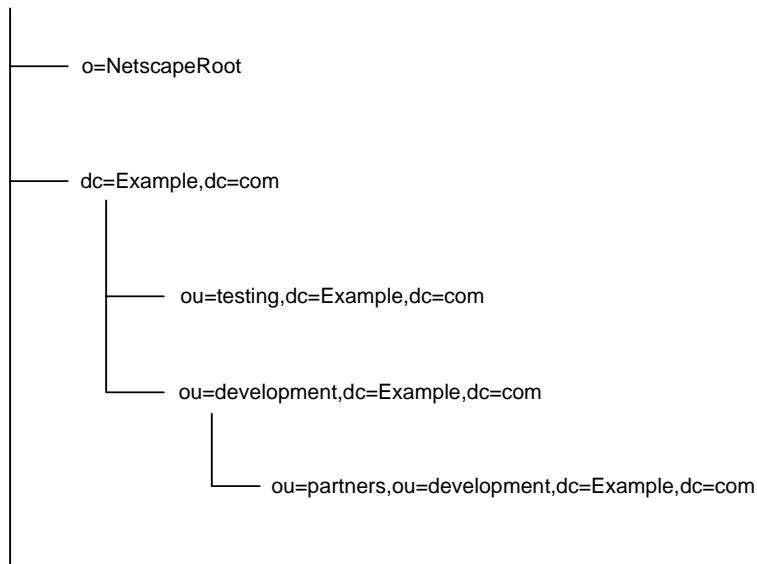 o=NetscapeRoot
dc=Example,dc=com
ou=testing,dc=Example,dc=com
ou=development,dc=Example,dc=com
ou=partners,ou=development,dc=Example,dc=com